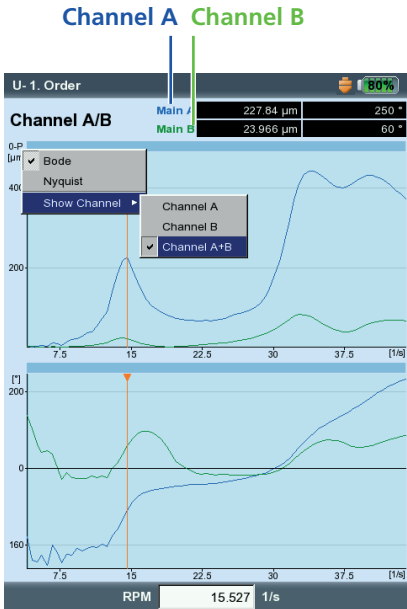 Channel A Channel B
U- 1. Order 80%
Channel A/B
Main A 227.84 µm 250 °
Main B 23.966 µm 60 °
0-P
[µm
Bode
Nyquist
Show Channel
Channel A
Channel B
Channel A+B
400
200
7.5 15 22.5 30 37.5 [1/s]
[°]
200
0
160
7.5 15 22.5 30 37.5 [1/s]
RPM 15.527 1/s